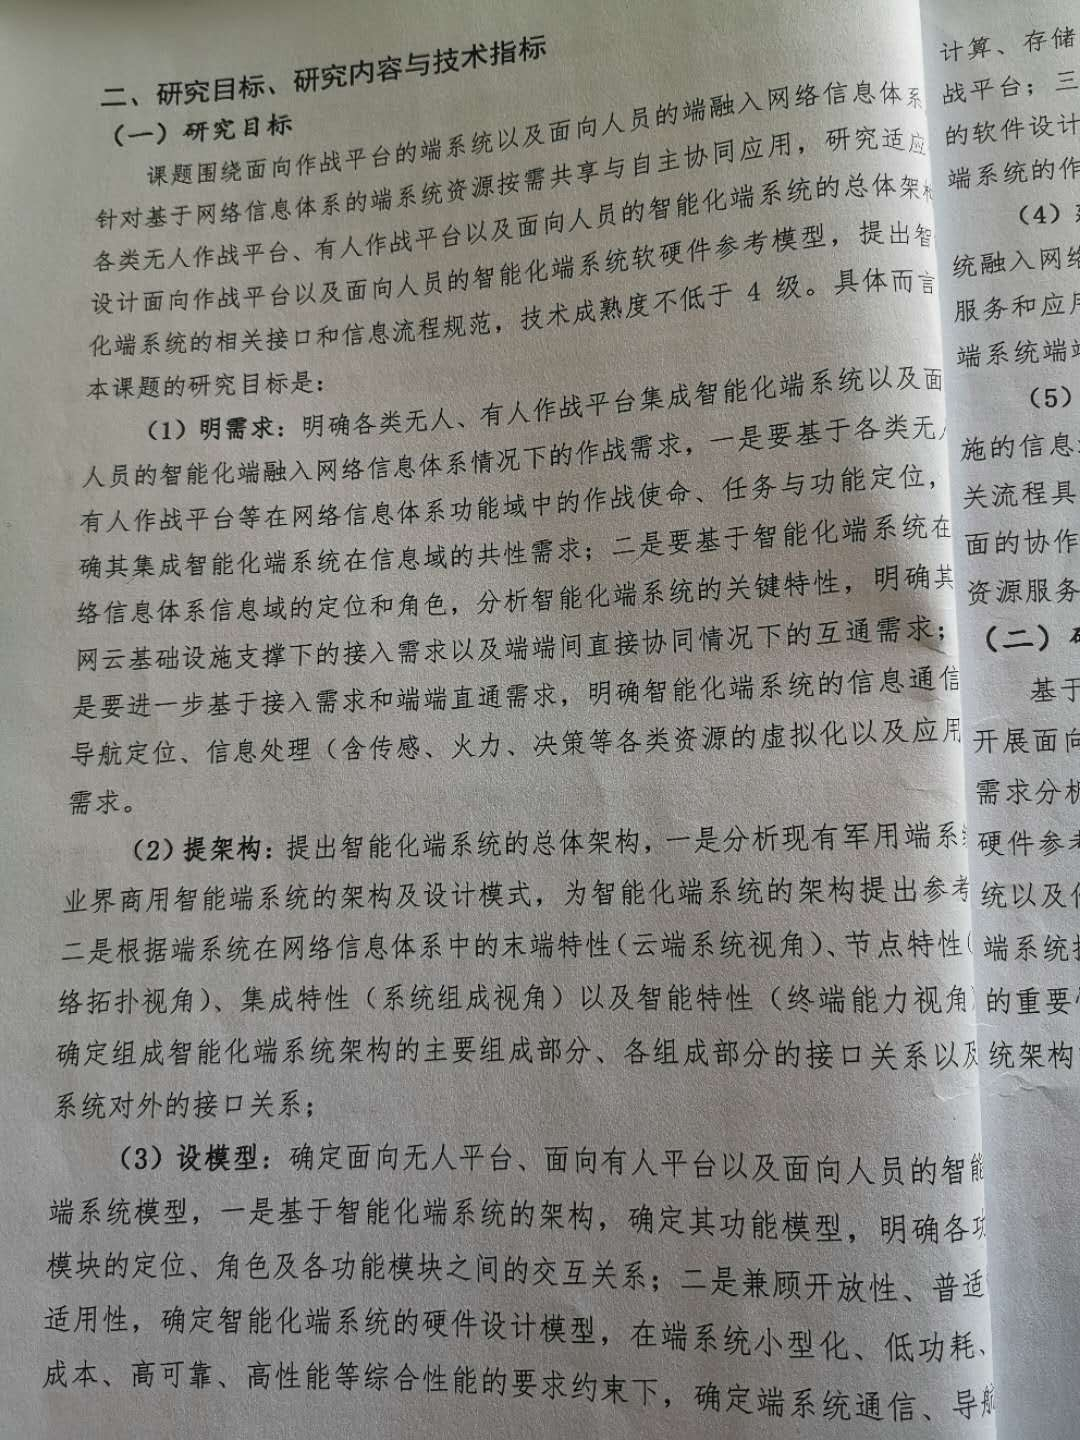 二、研究目标、研究内容与技术指标
（一）研究目标
课题围绕面向作战平台的端系统以及面向人员的端融入网络信息体系
针对基于网络信息体系的端系统资源按需共享与自主协同应用，研究适应
各类无人作战平台、有人作战平台以及面向人员的智能化端系统的总体架构
设计面向作战平台以及面向人员的智能化端系统软硬件参考模型，提出智
化端系统的相关接口和信息流程规范，技术成熟度不低于 4 级。具体而言
本课题的研究目标是：
（1）明需求：明确各类无人、有人作战平台集成智能化端系统以及面
人员的智能化端融入网络信息体系情况下的作战需求，一是要基于各类无人
有人作战平台等在网络信息体系功能域中的作战使命、任务与功能定位，
确其集成智能化端系统在信息域的共性需求；二是要基于智能化端系统在
络信息体系信息域的定位和角色，分析智能化端系统的关键特性，明确其
网云基础设施支撑下的接入需求以及端端间直接协同情况下的互通需求；
是要进一步基于接入需求和端端直通需求，明确智能化端系统的信息通信
导航定位、信息处理（含传感、火力、决策等各类资源的虚拟化以及应用
需求。
（2）提架构：提出智能化端系统的总体架构，一是分析现有军用端系统
业界商用智能端系统的架构及设计模式，为智能化端系统的架构提出参考
二是根据端系统在网络信息体系中的末端特性（云端系统视角）、节点特性（
络拓扑视角）、集成特性（系统组成视角）以及智能特性（终端能力视角）
确定组成智能化端系统架构的主要组成部分、各组成部分的接口关系以及
系统对外的接口关系；
（3）设模型：确定面向无人平台、面向有人平台以及面向人员的智能
端系统模型，一是基于智能化端系统的架构，确定其功能模型，明确各功
模块的定位、角色及各功能模块之间的交互关系；二是兼顾开放性、普适
适用性，确定智能化端系统的硬件设计模型，在端系统小型化、低功耗、
成本、高可靠、高性能等综合性能的要求约束下，确定端系统通信、导航
计算、存储
战平台；三
的软件设计
端系统的作
（4）
统融入网络
服务和应用
端系统端端
（5）
施的信息
关流程具
面的协作
资源服务
（二）
基于
开展面向
需求分析
硬件参考
统以及
端系统
的重要
统架构